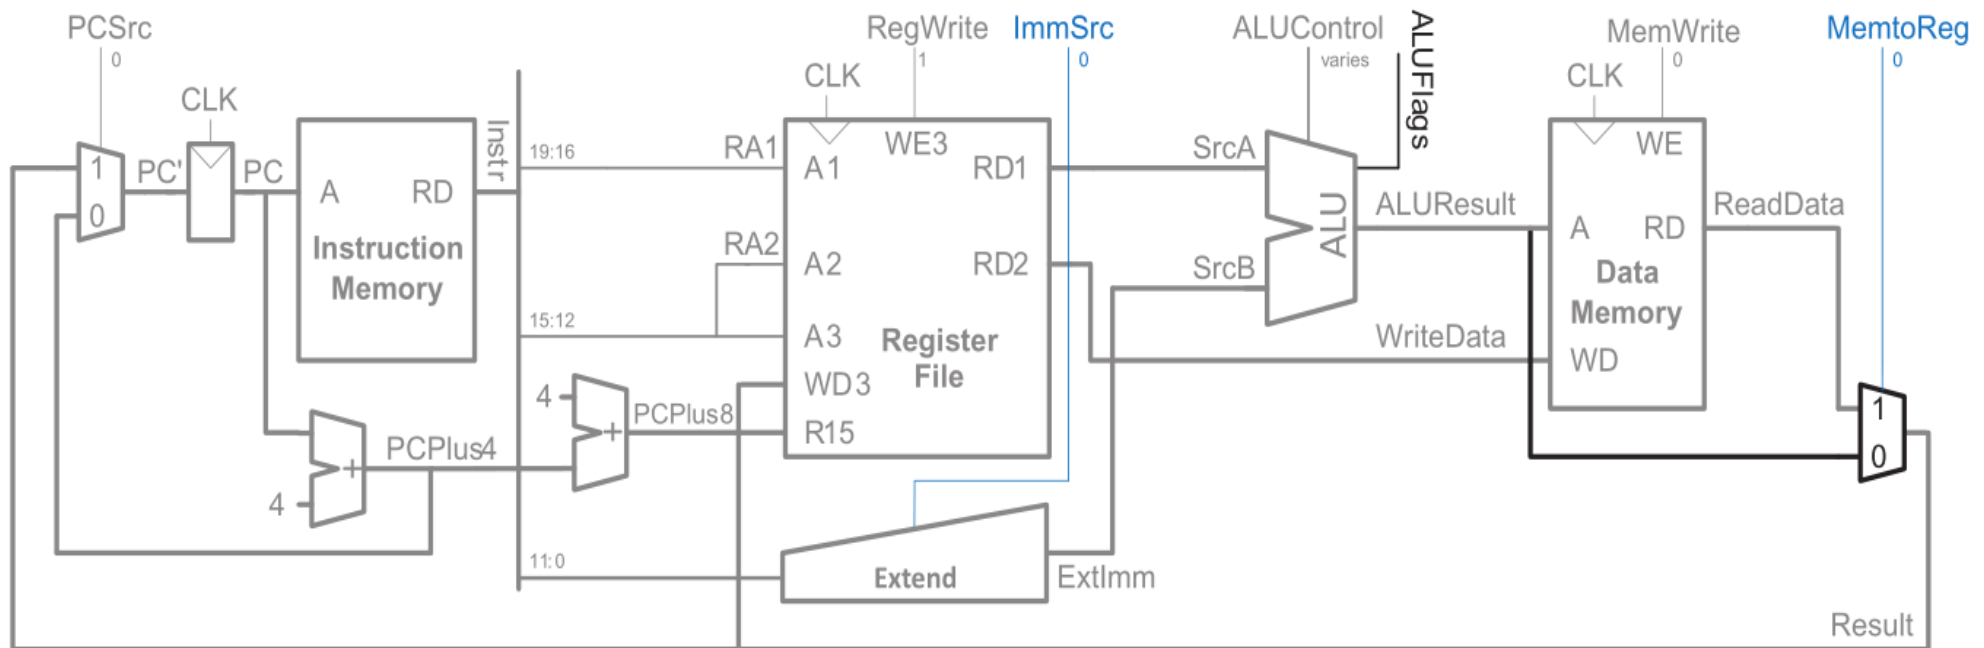 PCSrc
0
RegWrite
1
ImmSrc
0
ALUControl
varies
ALUFlags
MemWrite
0
MemtoReg
0
CLK
CLK
CLK
1
0
PC'
PC
A
RD
Instruction
Memory
Instr
19:16
RA1
A1
WE3
RD1
RA2
A2
RD2
15:12
A3
Register
File
WD3
R15
SrcA
SrcB
ALU
ALUResult
WriteData
WE
A
RD
Data
Memory
WD
ReadData
1
0
4
+
PCPlus8
PCPlus4
+
4
11:0
Extend
ExtImm
Result